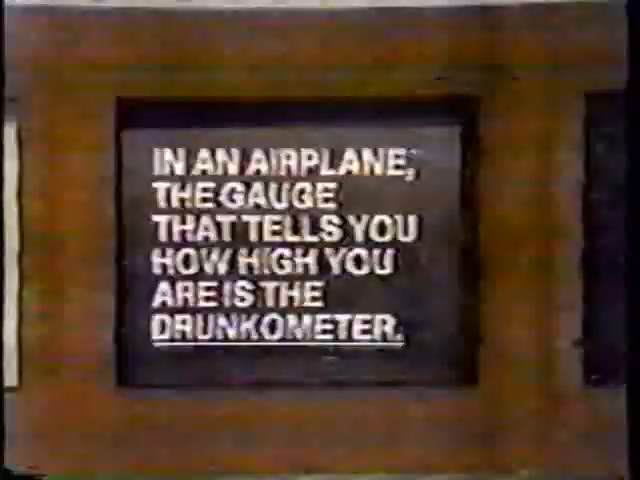 IN AN AIRPLANE,
THE GAUGE
THAT TELLS YOU
HOW HIGH YOU
ARE IS THE
DRUNKOMETER.